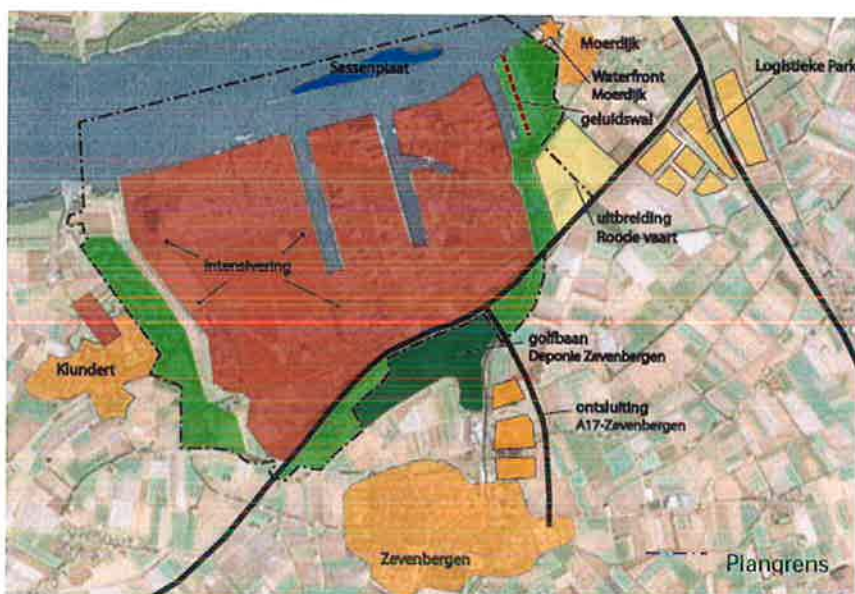 Moerdijk
Sassenplaat
Logistieke Park
Waterfront
Moerdijk
geluidswal
uitbreiding
Roode vaart
intensivering
golfbaan
Deponie Zevenbergen
Klundert
ontsluiting
A17-Zevenbergen
Zevenbergen
Plangrens